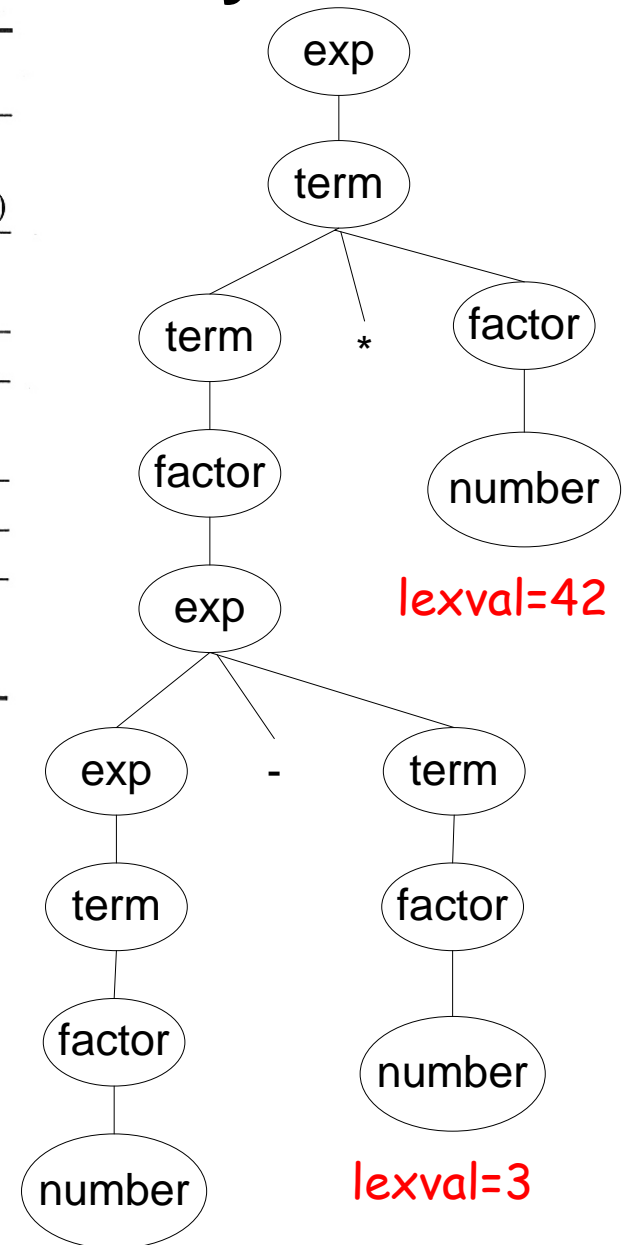 exp
term
term * factor
factor number
exp lexval=42
exp - term
term factor
factor number
number lexval=3